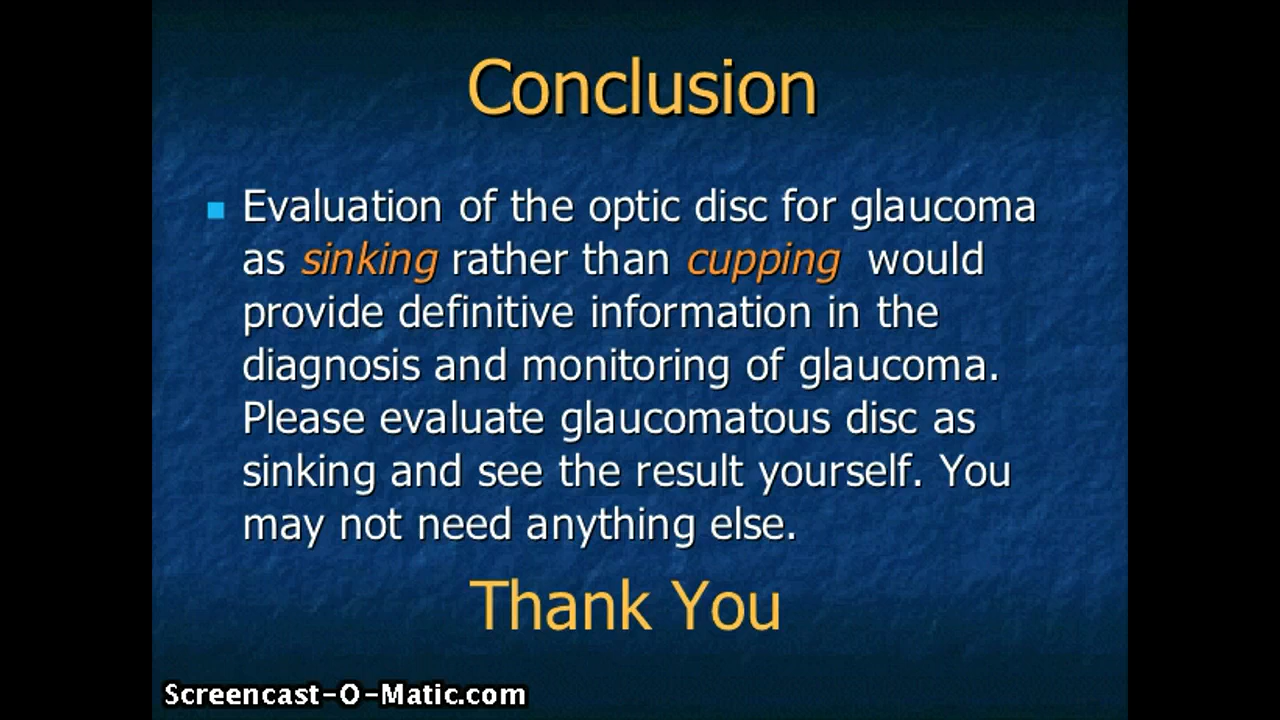 Conclusion
Evaluation of the optic disc for glaucoma
as sinking rather than cupping would
provide definitive information in the
diagnosis and monitoring of glaucoma.
Please evaluate glaucomatous disc as
sinking and see the result yourself. You
may not need anything else.
Thank You
Screencast-O-Matic.com